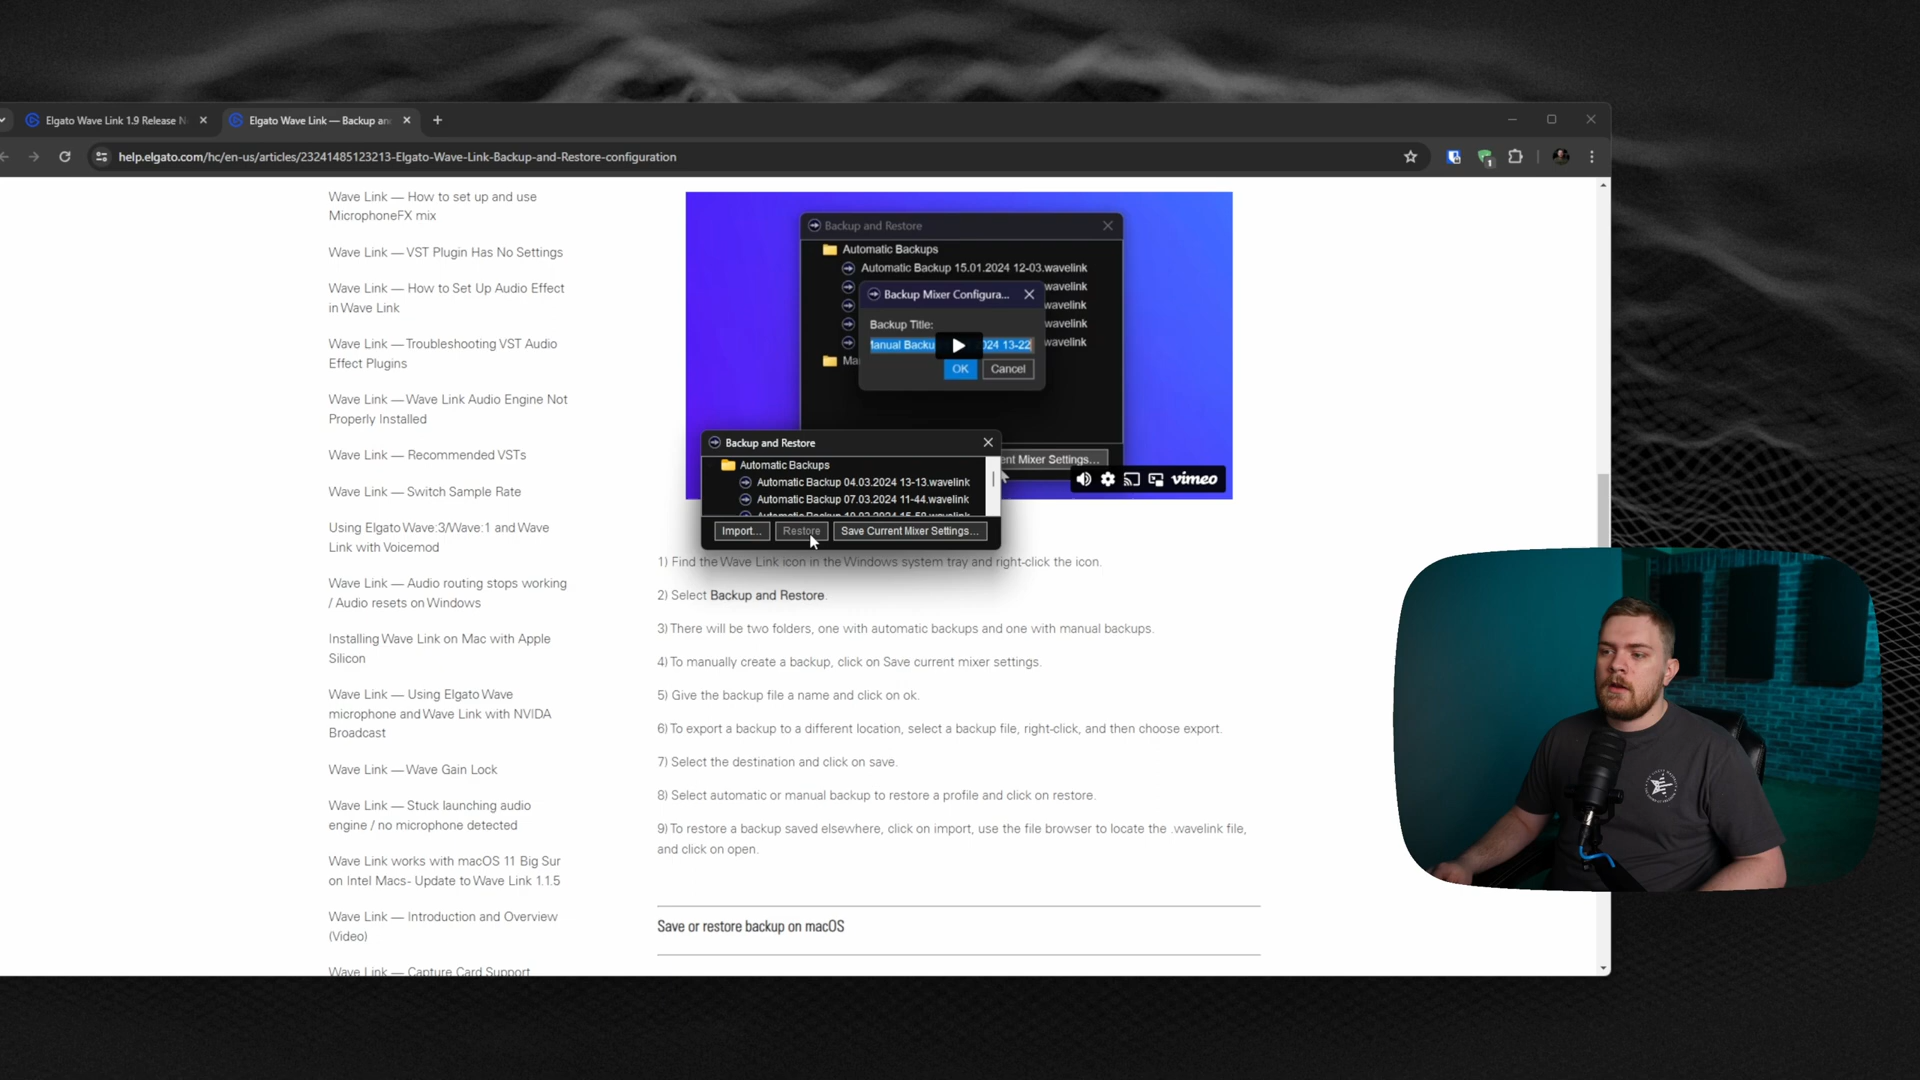 Elgato Wave Link 1.9 Release N
Elgato Wave Link — Backup an
help.elgato.com/hc/en-us/articles/23241485123213-Elgato-Wave-Link-Backup-and-Restore-configuration
1
Wave Link — How to set up and use
MicrophoneFX mix
Wave Link — VST Plugin Has No Settings
Wave Link — How to Set Up Audio Effect
in Wave Link
Wave Link —Troubleshooting VST Audio
Effect Plugins
Wave Link — Wave Link Audio Engine Not
Properly Installed
Wave Link — Recommended VSTs
Wave Link — Switch Sample Rate
Using Elgato Wave:3/Wave:1 and Wave
Link with Voicemod
Wave Link — Audio routing stops working
/ Audio resets on Windows
Installing Wave Link on Mac with Apple
Silicon
Wave Link — Using Elgato Wave
microphone and Wave Link with NVIDA
Broadcast
Wave Link — Wave Gain Lock
Wave Link — Stuck launching audio
engine / no microphone detected
Wave Link works with macOS 11 Big Sur
on Intel Macs- Update to Wave Link 1.1.5
Wave Link — Introduction and Overview
(Video)
Wave Link — Capture Card Support
Backup and Restore
Automatic Backups
Automatic Backup 15.01.2024 12-03.wavelink
wavelink
Backup Mixer Configura...
wavelink
Backup Title:
wavelink
Manual Backu 024 13-22
wavelink
Ma
OK
Cancel
ent Mixer Settings...
vimeo
Backup and Restore
Automatic Backups
Automatic Backup 04.03.2024 13-13.wavelink
Automatic Backup 07.03.2024 11-44.wavelink
Import...
Restore
Save Current Mixer Settings...
1) Find the Wave Link icon in the Windows system tray and right-click the icon.
2) Select Backup and Restore.
3) There will be two folders, one with automatic backups and one with manual backups.
4) To manually create a backup, click on Save current mixer settings.
5) Give the backup file a name and click on ok.
6) To export a backup to a different location, select a backup file, right-click, and then choose export.
7) Select the destination and click on save.
8) Select automatic or manual backup to restore a profile and click on restore.
9) To restore a backup saved elsewhere, click on import, use the file browser to locate the .wavelink file,
and click on open.
Save or restore backup on macOS